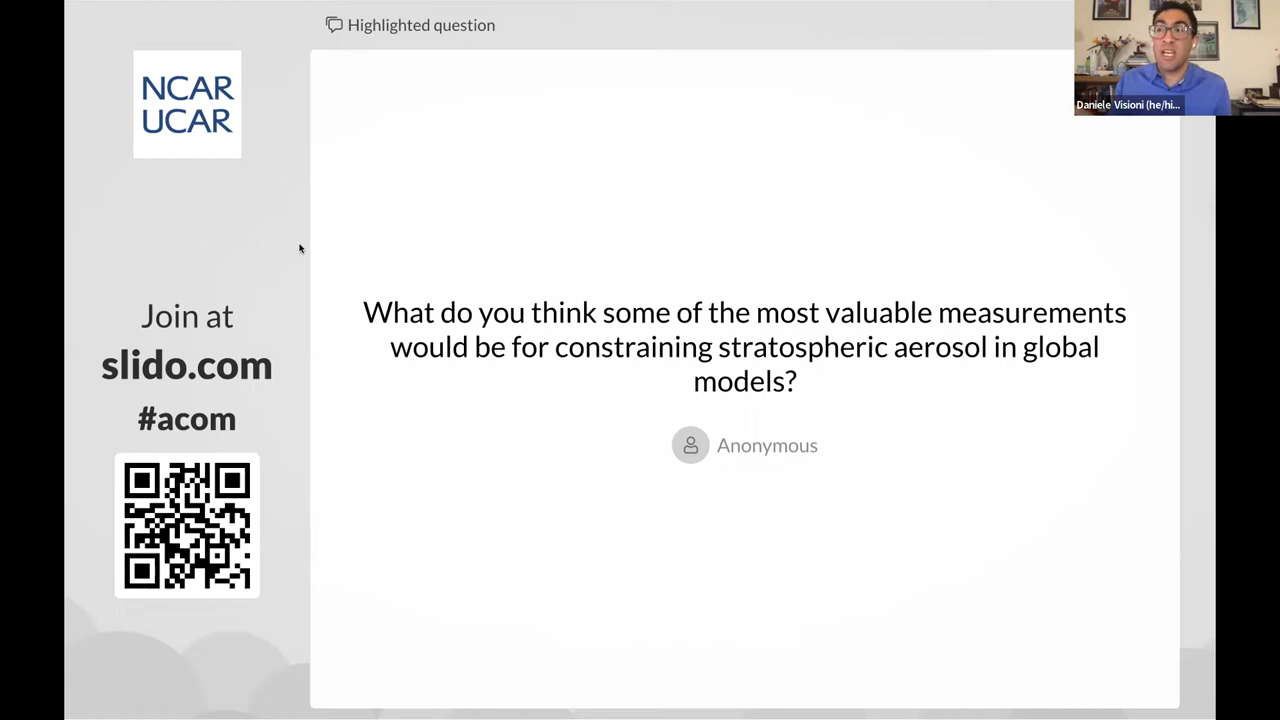 Highlighted question
Daniele Visioni (he/hi...
NCAR
UCAR
What do you think some of the most valuable measurements
would be for constraining stratospheric aerosol in global
models?
Anonymous
Join at
slido.com
#acom